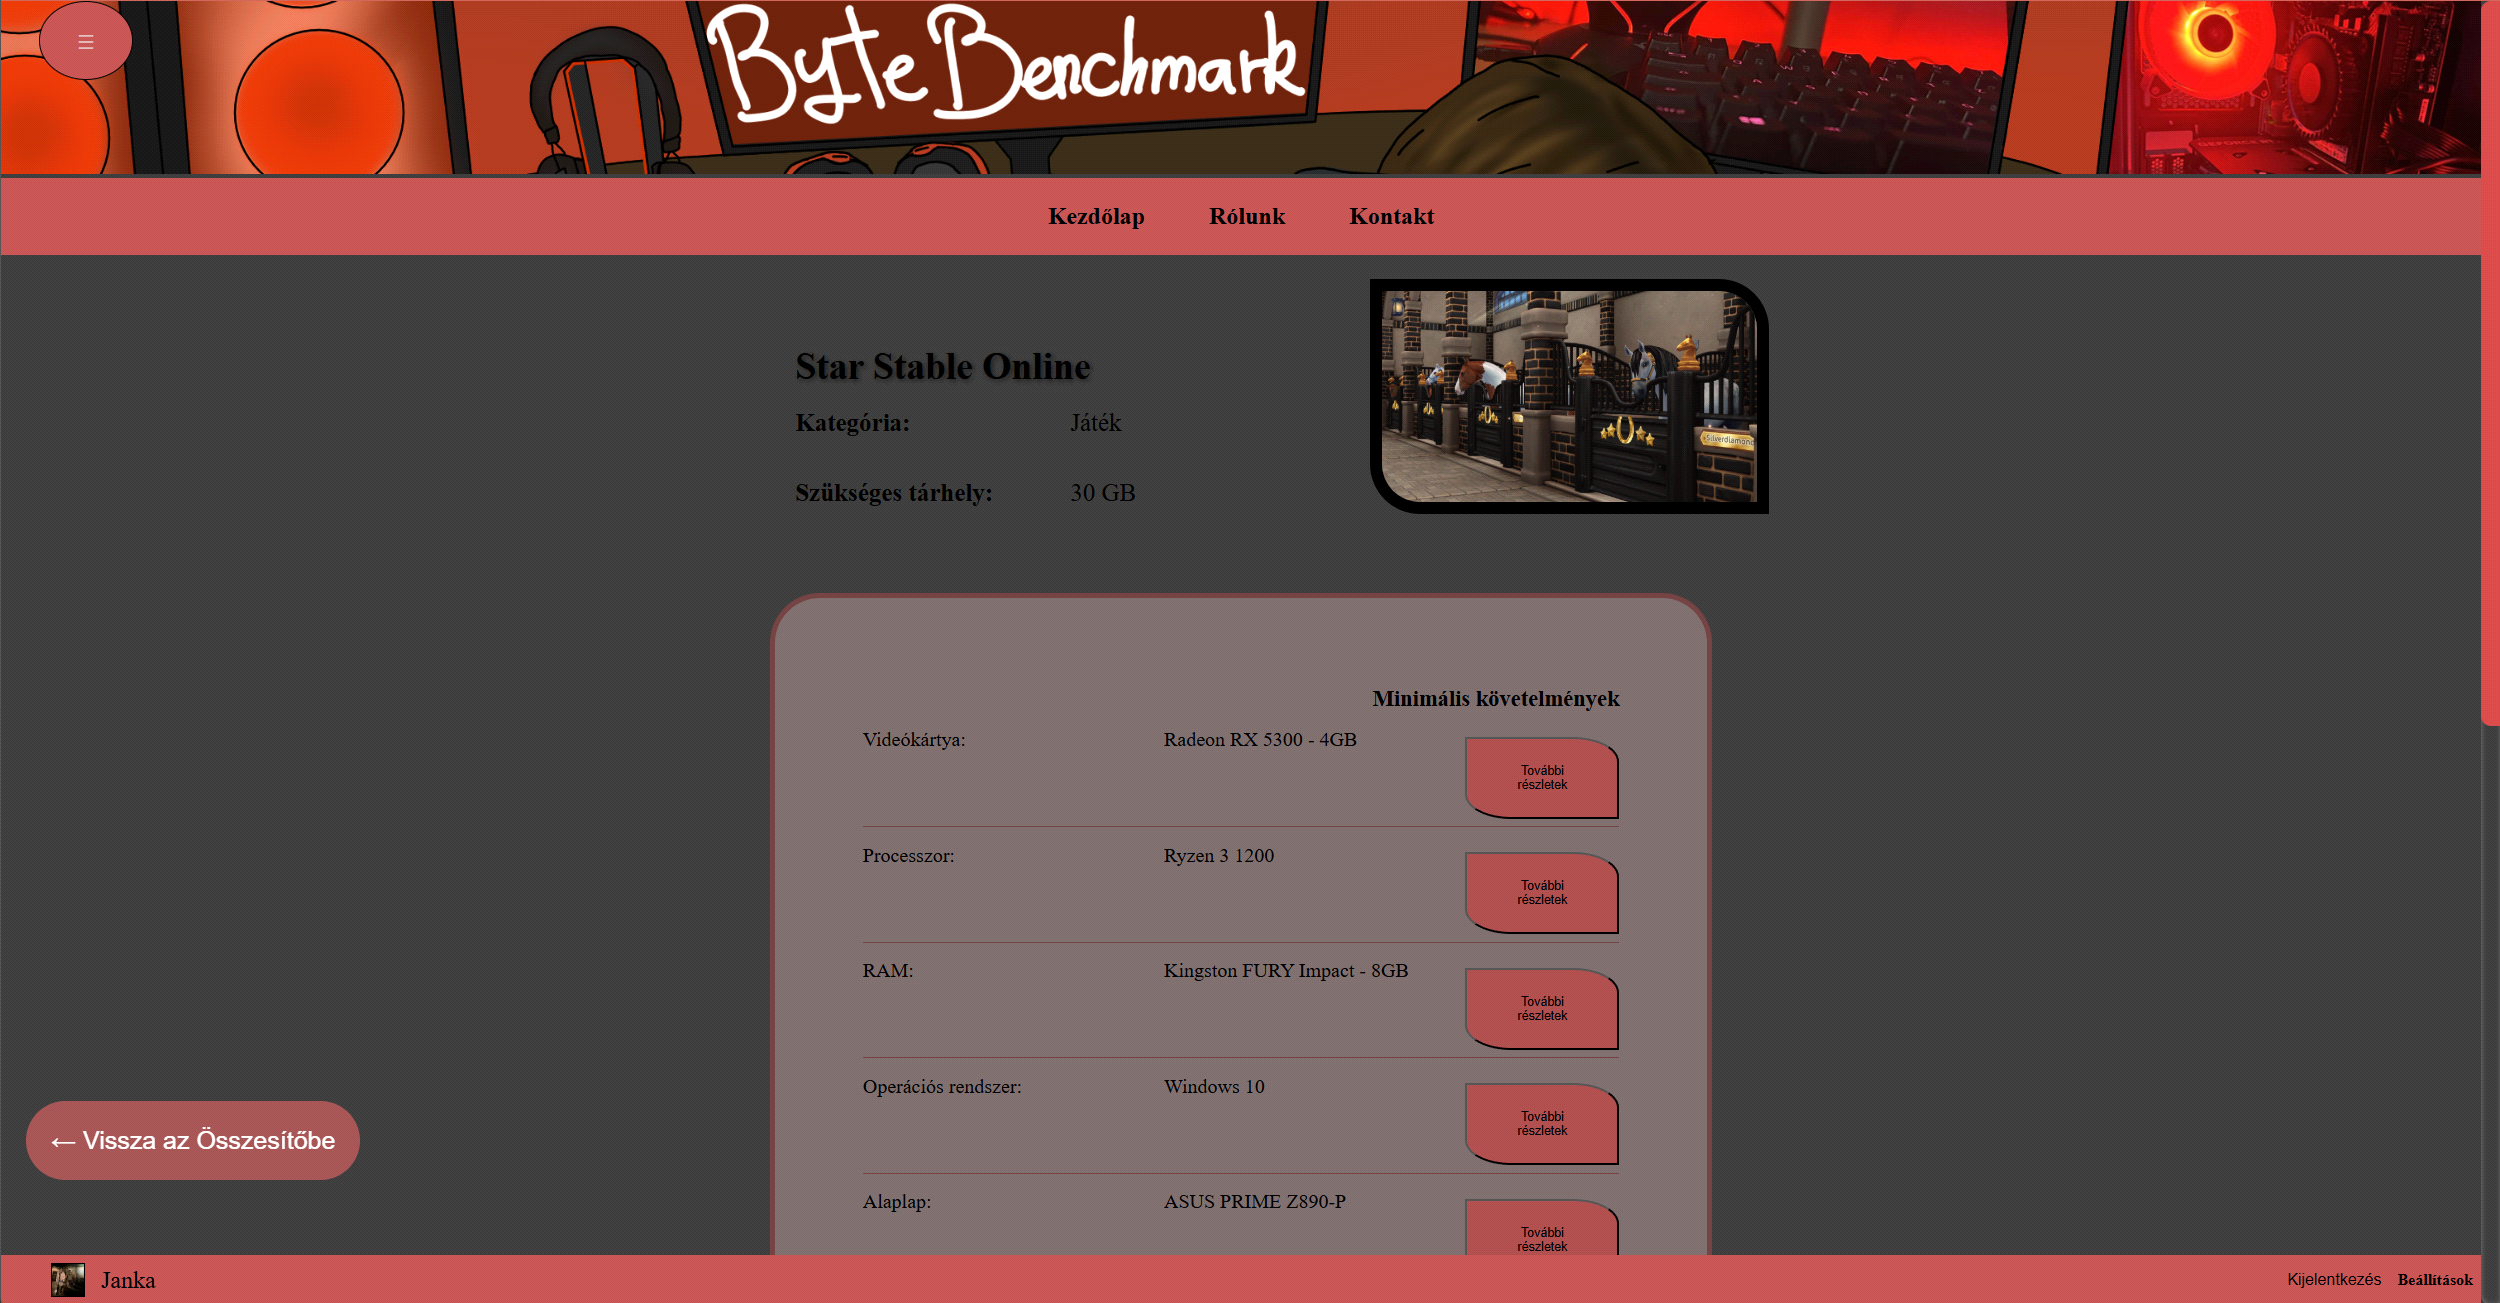 Byte Benchmark
Kezdőlap Rólunk Kontakt
Star Stable Online
Kategória: Játék
Szükséges tárhely: 30 GB
Silverdiamond
Minimális követelmények
Videókártya: Radeon RX 5300 - 4GB
További
részletek
Processzor: Ryzen 3 1200
További
részletek
RAM: Kingston FURY Impact - 8GB
További
részletek
Operációs rendszer: Windows 10
További
részletek
← Vissza az Összesítőbe
Alaplap: ASUS PRIME Z890-P
További
részletek
Janka
Kijelentkezés Beállítások